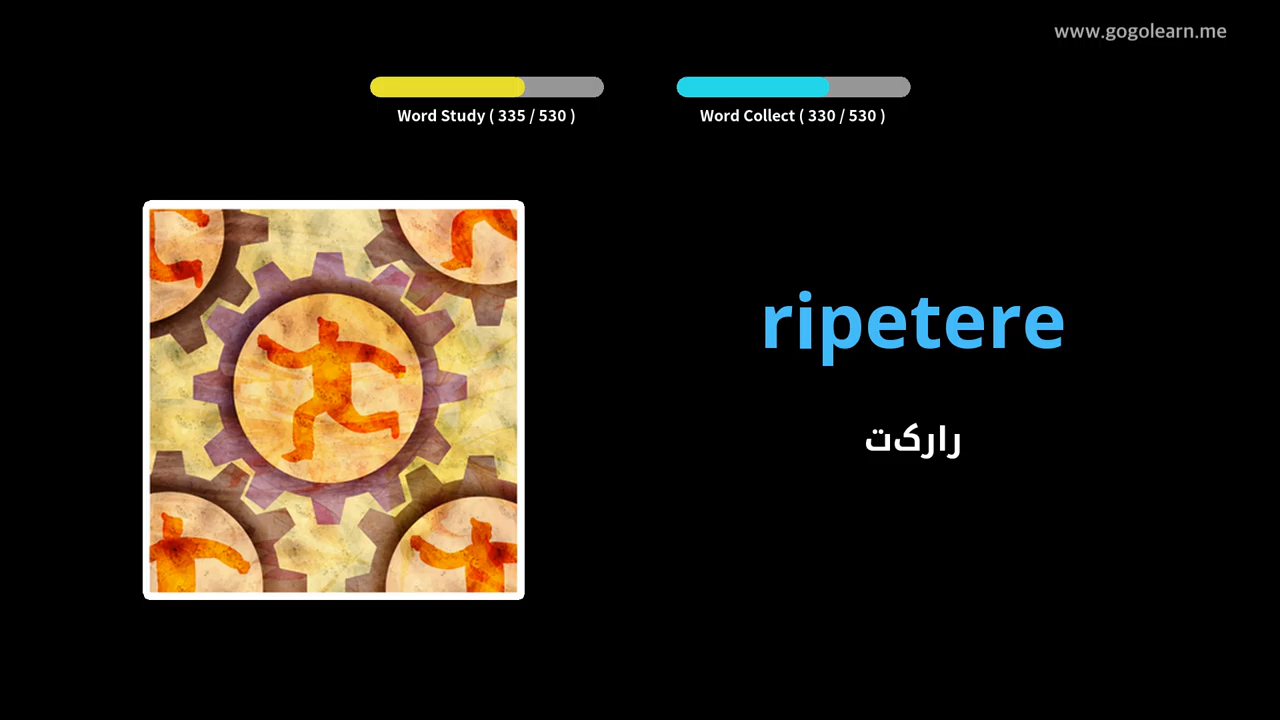 www.gogolearn.me
Word Study ( 335 / 530 )
Word Collect ( 330 / 530 )
ripetere
رارکت